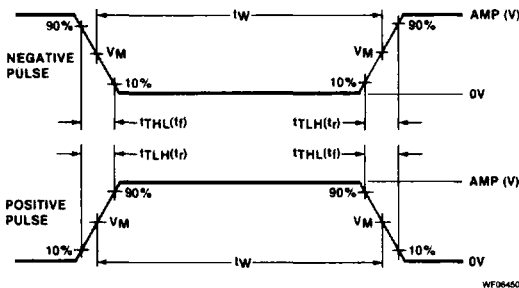 tW
AMP (V)
90%
90%
NEGATIVE
PULSE
VM
VM
10%
10%
0V
tTHL(tf)
tTLH(tr)
tTLH(tr)
tTHL(tf)
AMP (V)
90%
90%
POSITIVE
PULSE
VM
VM
10%
10%
tW
0V
WF06450